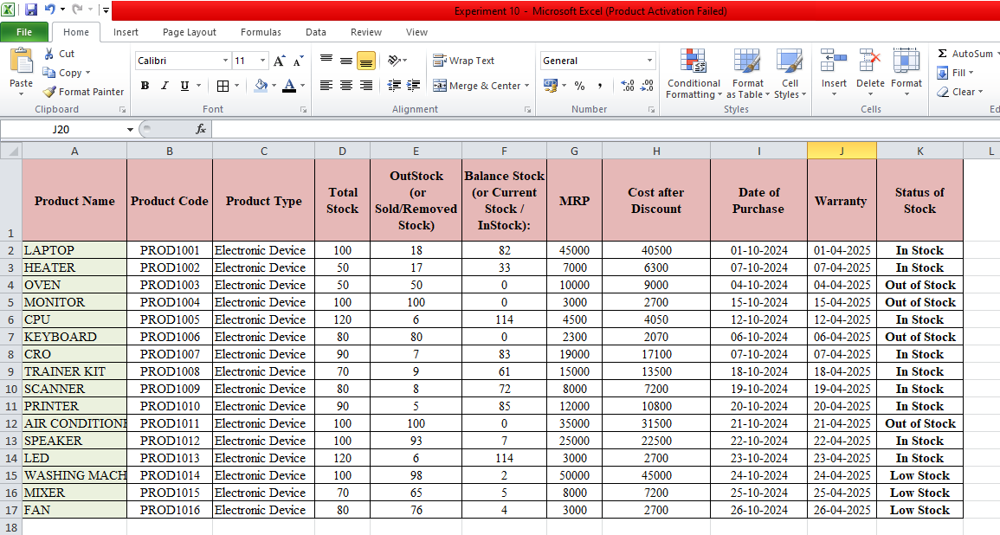 Experiment 10 - Microsoft Excel (Product Activation Failed)
File Home Insert Page Layout Formulas Data Review View
Paste
Cut
Copy
Format Painter
Clipboard
Calibri 11
A A
B I U A
Font
Wrap Text
Merge & Center
Alignment
General
% , .00 .00
Number
Conditional Formatting
Format as Table
Cell Styles
Styles
Insert Delete Format
Cells
Σ AutoSum
Fill
Clear
Ed
J20 fx
A B C D E F G H I J K L
1 Product Name Product Code Product Type Total Stock OutStock (or Sold/Removed Stock) Balance Stock (or Current Stock / InStock): MRP Cost after Discount Date of Purchase Warranty Status of Stock
2 LAPTOP PROD1001 Electronic Device 100 18 82 45000 40500 01-10-2024 01-04-2025 In Stock
3 HEATER PROD1002 Electronic Device 50 17 33 7000 6300 07-10-2024 07-04-2025 In Stock
4 OVEN PROD1003 Electronic Device 50 50 0 10000 9000 04-10-2024 04-04-2025 Out of Stock
5 MONITOR PROD1004 Electronic Device 100 100 0 3000 2700 15-10-2024 15-04-2025 Out of Stock
6 CPU PROD1005 Electronic Device 120 6 114 4500 4050 12-10-2024 12-04-2025 In Stock
7 KEYBOARD PROD1006 Electronic Device 80 80 0 2300 2070 06-10-2024 06-04-2025 Out of Stock
8 CRO PROD1007 Electronic Device 90 7 83 19000 17100 07-10-2024 07-04-2025 In Stock
9 TRAINER KIT PROD1008 Electronic Device 70 9 61 15000 13500 18-10-2024 18-04-2025 In Stock
10 SCANNER PROD1009 Electronic Device 80 8 72 8000 7200 19-10-2024 19-04-2025 In Stock
11 PRINTER PROD1010 Electronic Device 90 5 85 12000 10800 20-10-2024 20-04-2025 In Stock
12 AIR CONDITIONE PROD1011 Electronic Device 100 100 0 35000 31500 21-10-2024 21-04-2025 Out of Stock
13 SPEAKER PROD1012 Electronic Device 100 93 7 25000 22500 22-10-2024 22-04-2025 In Stock
14 LED PROD1013 Electronic Device 120 6 114 3000 2700 23-10-2024 23-04-2025 In Stock
15 WASHING MACH PROD1014 Electronic Device 100 98 2 50000 45000 24-10-2024 24-04-2025 Low Stock
16 MIXER PROD1015 Electronic Device 70 65 5 8000 7200 25-10-2024 25-04-2025 Low Stock
17 FAN PROD1016 Electronic Device 80 76 4 3000 2700 26-10-2024 26-04-2025 Low Stock
18